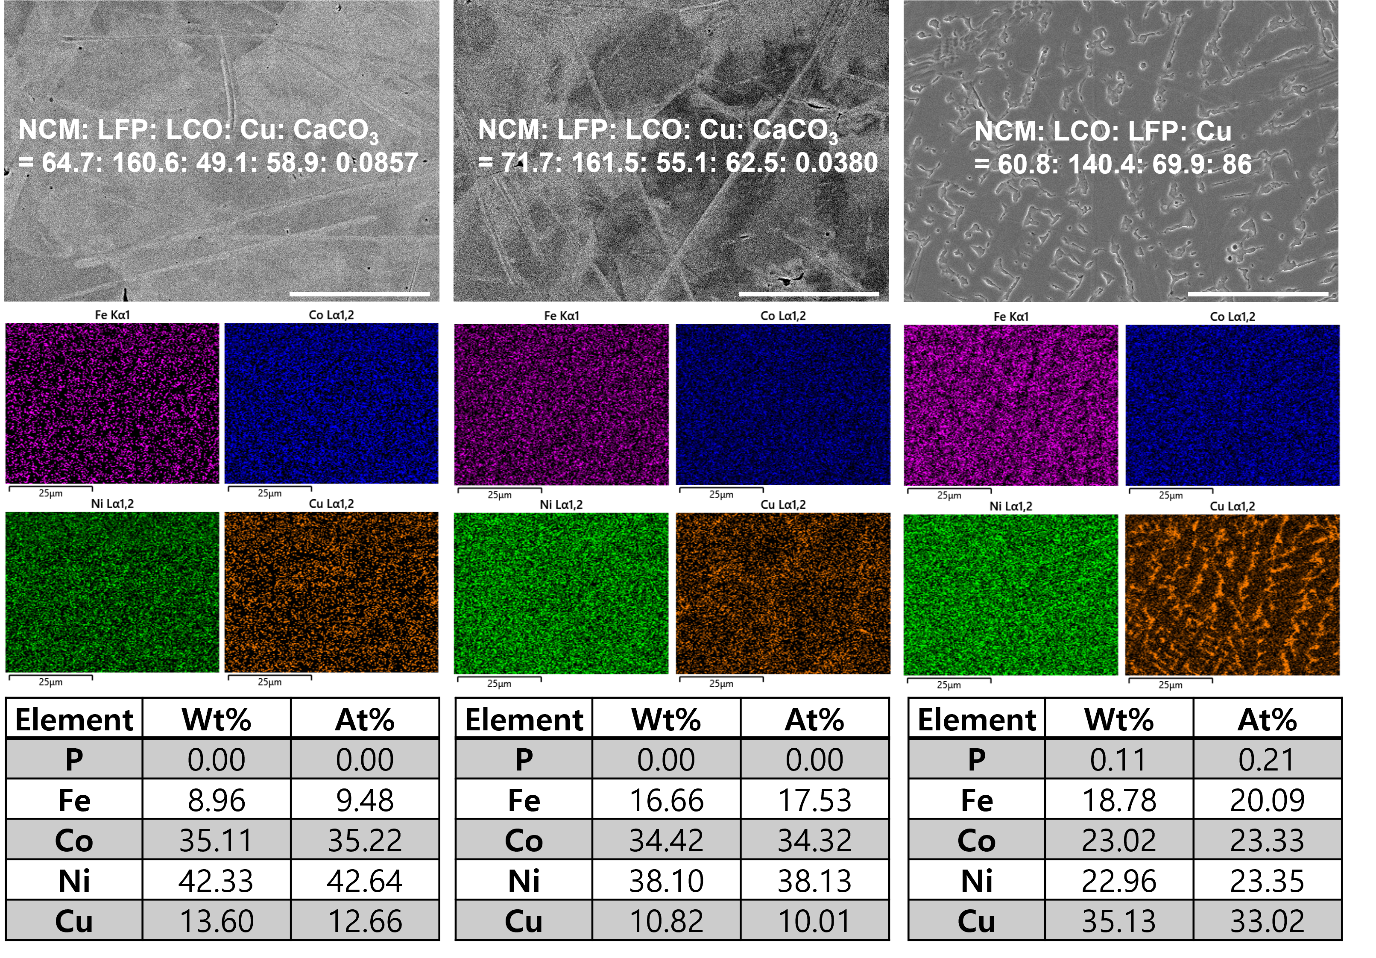 NCM: LFP: LCO: Cu: CaCO3
= 64.7: 160.6: 49.1: 58.9: 0.0857
NCM: LFP: LCO: Cu: CaCO3
= 71.7: 161.5: 55.1: 62.5: 0.0380
NCM: LCO: LFP: Cu
= 60.8: 140.4: 69.9: 86
Fe Kα1
Co Lα1,2
Fe Kα1
Co Lα1,2
Fe Kα1
Co Lα1,2
25µm
25µm
25µm
25µm
25µm
25µm
Ni Lα1,2
Cu Lα1,2
Ni Lα1,2
Cu Lα1,2
Ni Lα1,2
Cu Lα1,2
25µm
25µm
25µm
25µm
25µm
25µm
Element Wt% At%
P 0.00 0.00
Fe 8.96 9.48
Co 35.11 35.22
Ni 42.33 42.64
Cu 13.60 12.66
Element Wt% At%
P 0.00 0.00
Fe 16.66 17.53
Co 34.42 34.32
Ni 38.10 38.13
Cu 10.82 10.01
Element Wt% At%
P 0.11 0.21
Fe 18.78 20.09
Co 23.02 23.33
Ni 22.96 23.35
Cu 35.13 33.02